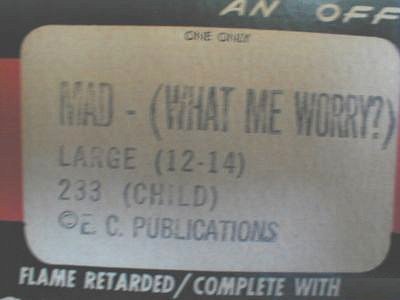 AN OFF
ONE ONLY
MAD - (WHAT ME WORRY?)
LARGE (12-14)
233 (CHILD)
©E. C. PUBLICATIONS
FLAME RETARDED/COMPLETE WITH